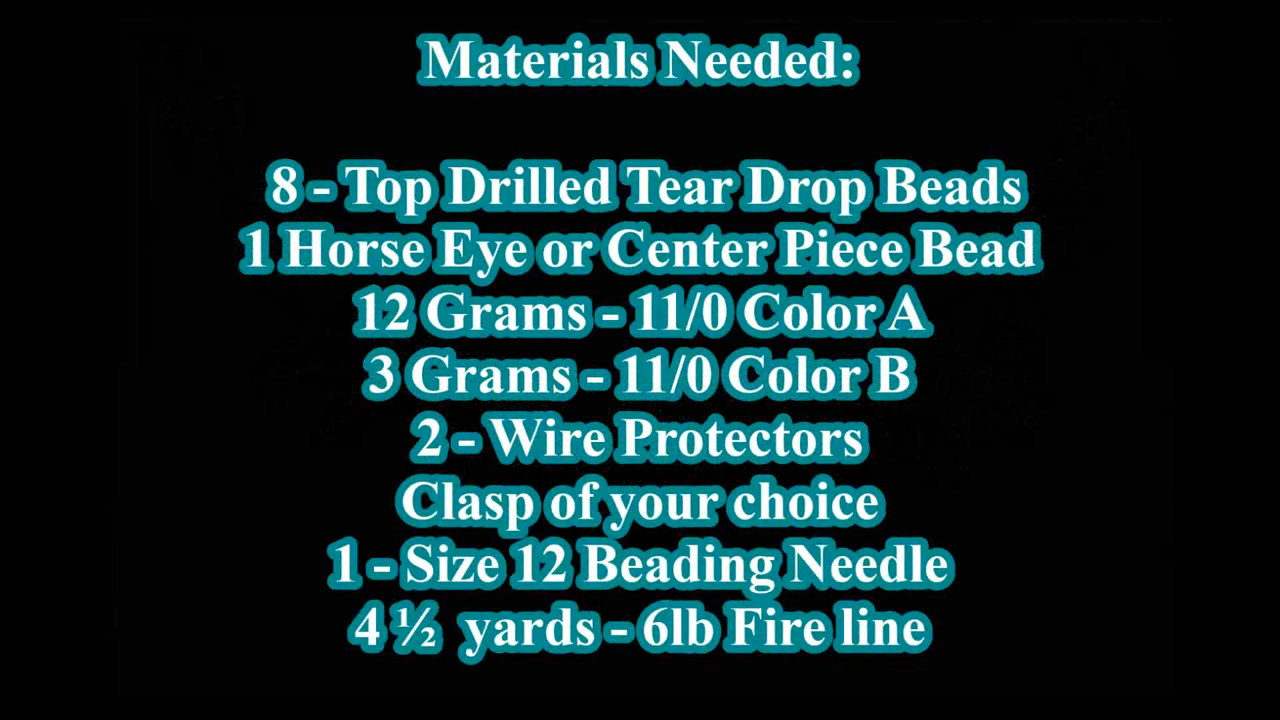 Materials Needed:
8 - Top Drilled Tear Drop Beads
1 Horse Eye or Center Piece Bead
12 Grams - 11/0 Color A
3 Grams - 11/0 Color B
2 - Wire Protectors
Clasp of your choice
1 - Size 12 Beading Needle
4 ½ yards - 6lb Fire line